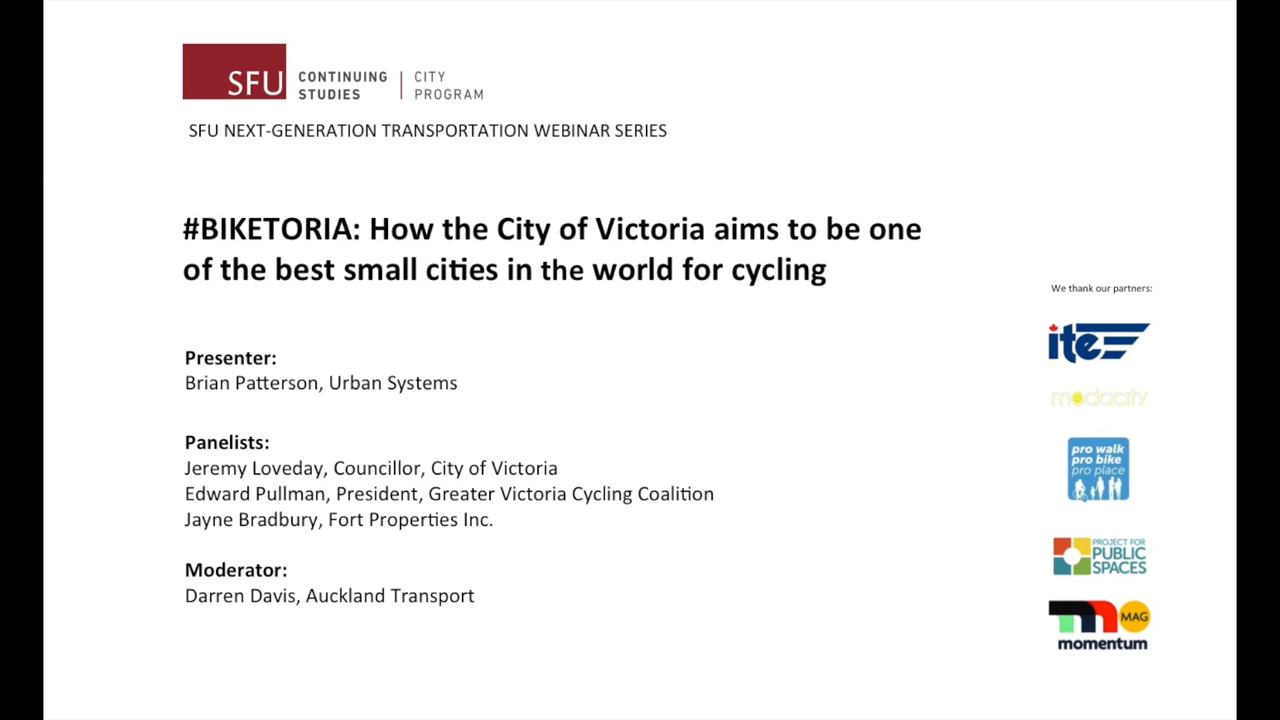 SFU CONTINUING STUDIES | CITY PROGRAM
SFU NEXT-GENERATION TRANSPORTATION WEBINAR SERIES
#BIKETORIA: How the City of Victoria aims to be one
of the best small cities in the world for cycling
Presenter:
Brian Patterson, Urban Systems
Panelists:
Jeremy Loveday, Councillor, City of Victoria
Edward Pullman, President, Greater Victoria Cycling Coalition
Jayne Bradbury, Fort Properties Inc.
Moderator:
Darren Davis, Auckland Transport
We thank our partners:
ite
modacity
pro walk
pro bike
pro place
PROJECT FOR
PUBLIC
SPACES
MAG
momentum